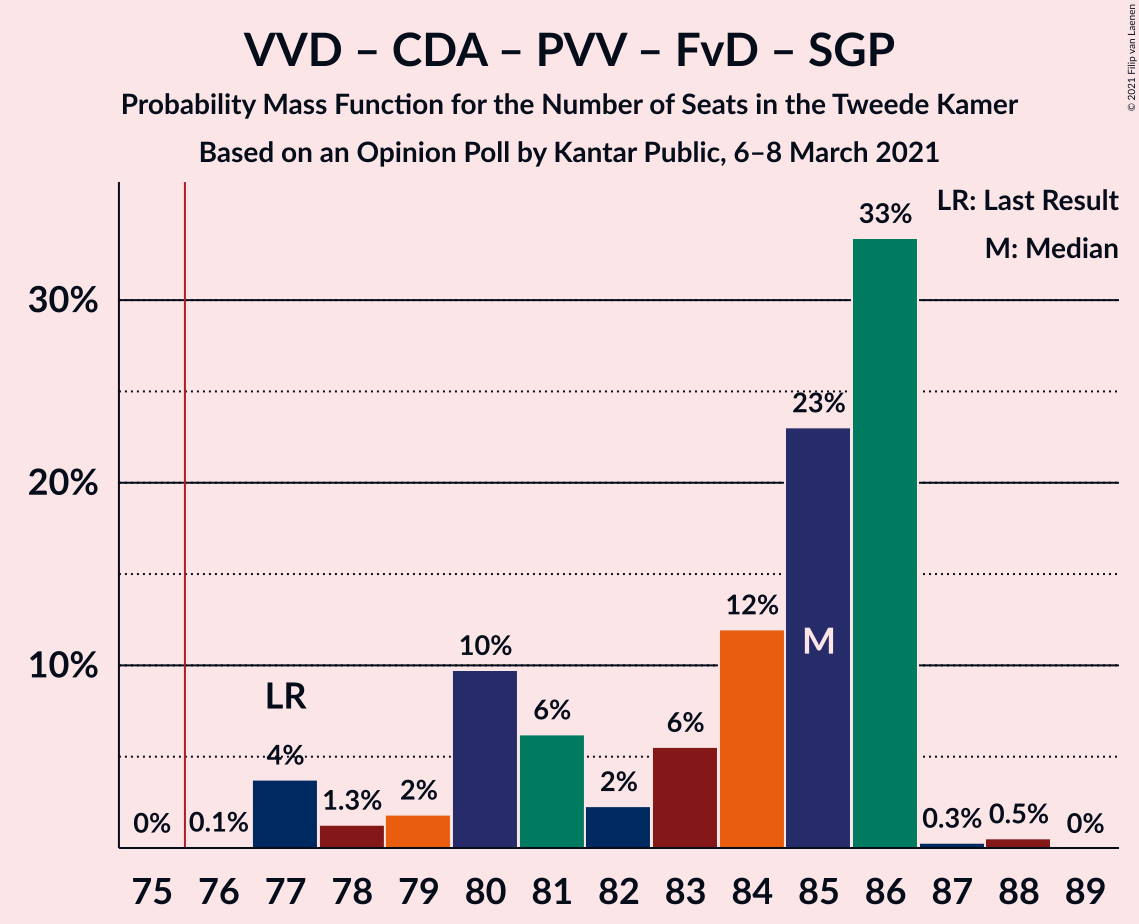 VVD – CDA – PVV – FvD – SGP
Probability Mass Function for the Number of Seats in the Tweede Kamer
Based on an Opinion Poll by Kantar Public, 6–8 March 2021
© 2021 Filip van Laenen
LR: Last Result
M: Median
30%
20%
10%
0%
0.1%
LR
4%
1.3%
2%
10%
6%
2%
6%
12%
23%
M
33%
0.3%
0.5%
0%
75 76 77 78 79 80 81 82 83 84 85 86 87 88 89